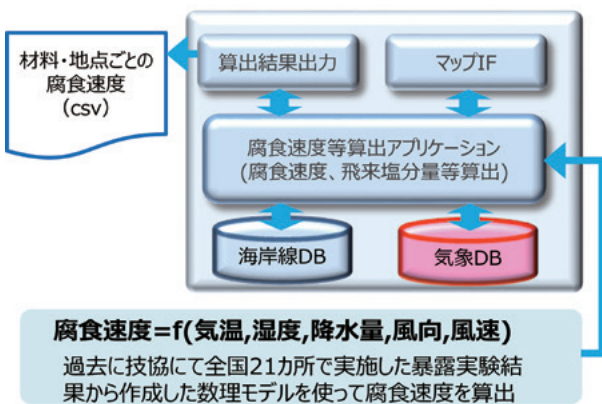 材料・地点ごとの
腐食速度
(csv)
算出結果出力
マップIF
腐食速度等算出アプリケーション
(腐食速度、飛来塩分量等算出)
海岸線DB
気象DB
腐食速度=f(気温,湿度,降水量,風向,風速)
過去に技協にて全国21カ所で実施した暴露実験結
果から作成した数理モデルを使って腐食速度を算出